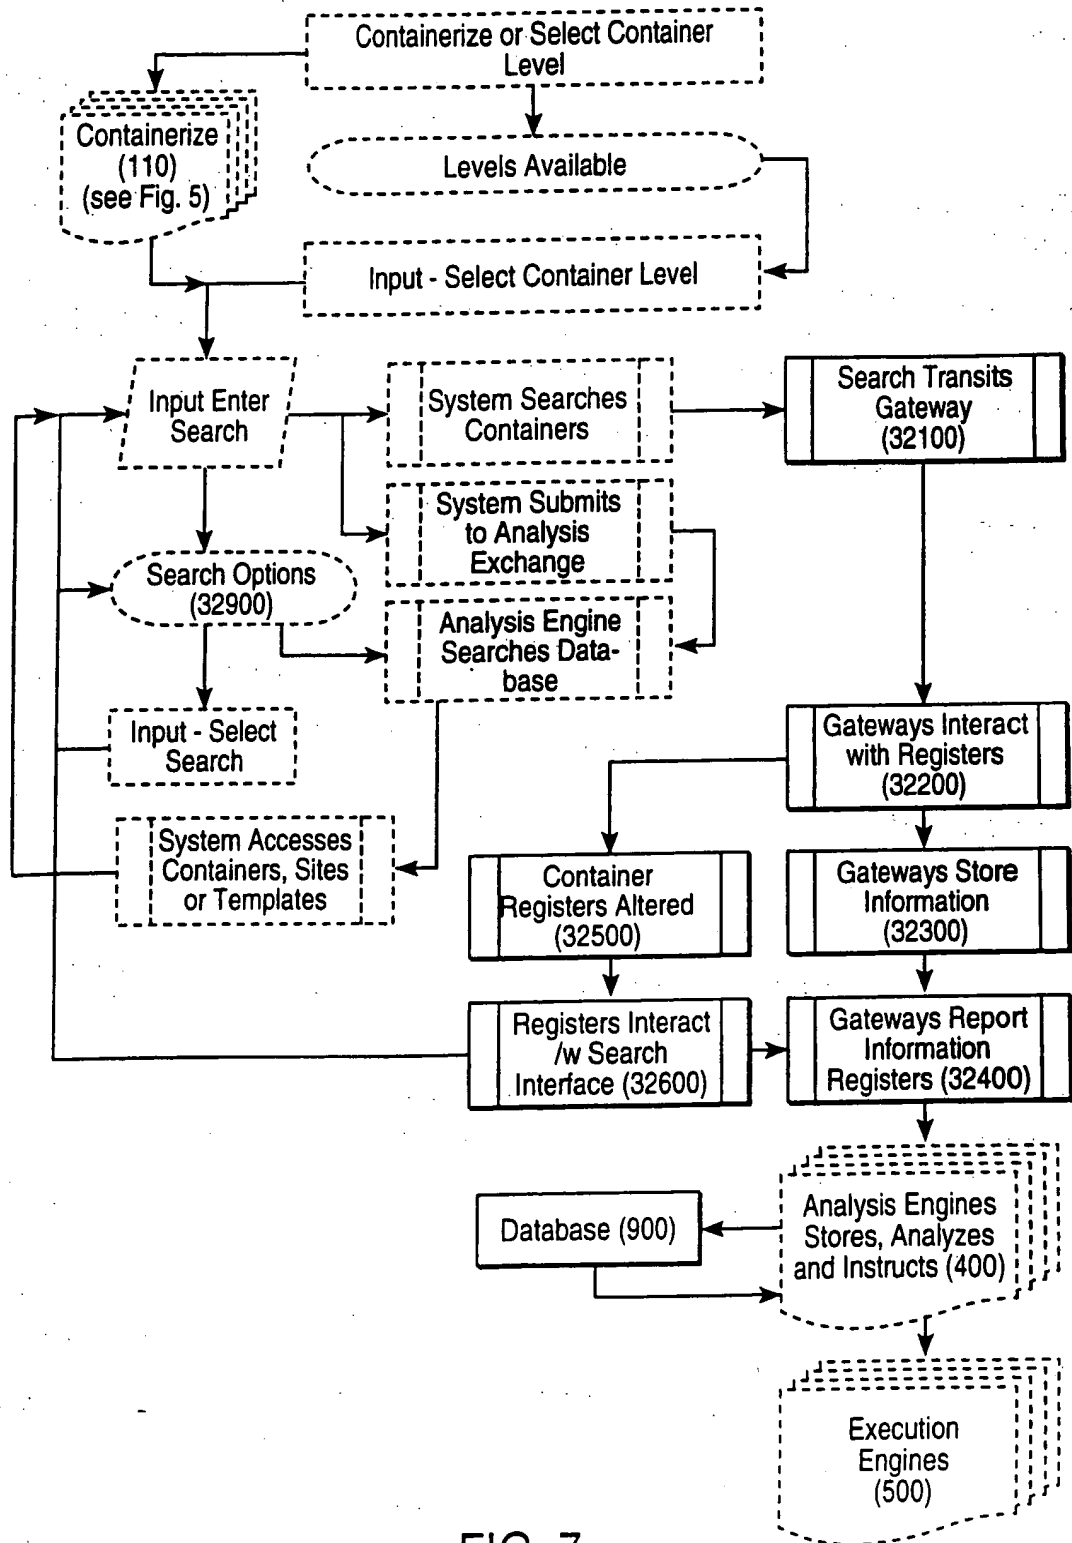 Containerize or Select Container
Level
Containerize
(110)
(see Fig. 5)
Levels Available
Input - Select Container Level
Input Enter
Search
System Searches
Containers
Search Transits
Gateway
(32100)
System Submits
to Analysis
Exchange
Search Options
(32900)
Analysis Engine
Searches Data-
base
Input - Select
Search
Gateways Interact
with Registers
(32200)
System Accesses
Containers, Sites
or Templates
Container
Registers Altered
(32500)
Gateways Store
Information
(32300)
Registers Interact
/w Search
Interface (32600)
Gateways Report
Information
Registers (32400)
Database (900)
Analysis Engines
Stores, Analyzes
and Instructs (400)
Execution
Engines
(500)
FIG. 7